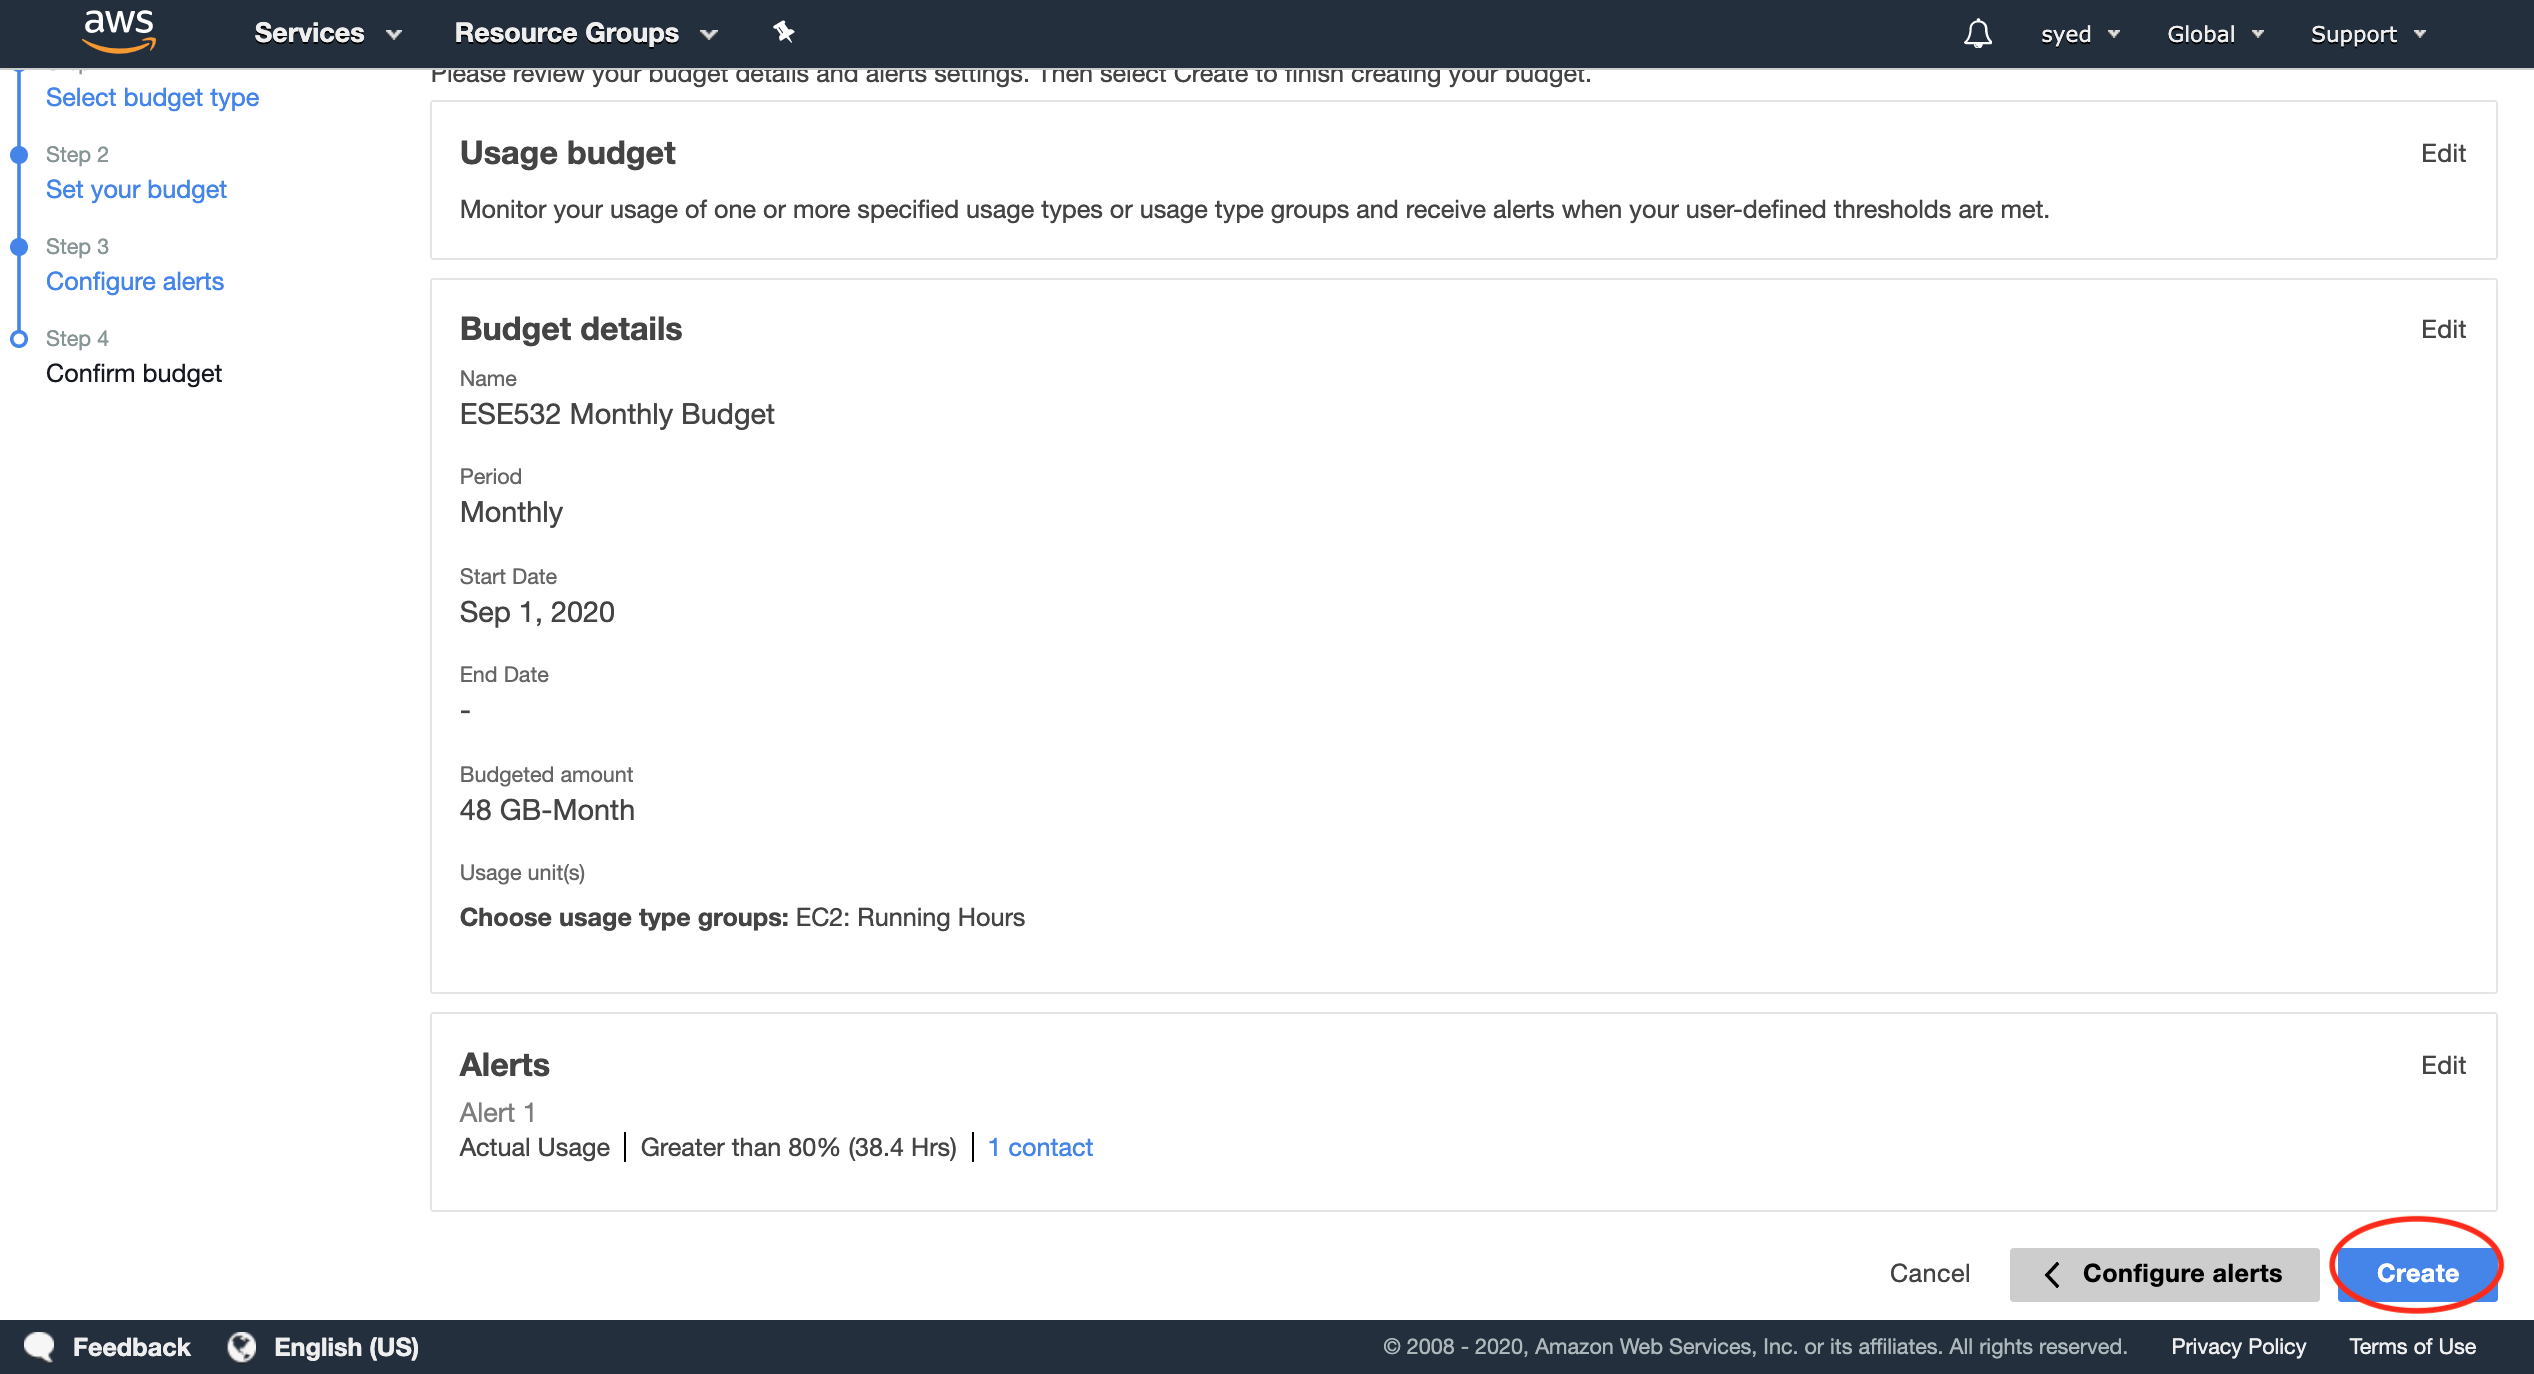 aws
Services
Resource Groups
syed
Global
Support
Please review your budget details and alerts settings. Then select Create to finish creating your budget.
Select budget type
Step 2
Set your budget
Step 3
Configure alerts
Step 4
Confirm budget
Usage budget
Edit
Monitor your usage of one or more specified usage types or usage type groups and receive alerts when your user-defined thresholds are met.
Budget details
Edit
Name
ESE532 Monthly Budget
Period
Monthly
Start Date
Sep 1, 2020
End Date
-
Budgeted amount
48 GB-Month
Usage unit(s)
Choose usage type groups: EC2: Running Hours
Alerts
Edit
Alert 1
Actual Usage | Greater than 80% (38.4 Hrs) | 1 contact
Cancel
Configure alerts
Create
Feedback
English (US)
© 2008 - 2020, Amazon Web Services, Inc. or its affiliates. All rights reserved.
Privacy Policy
Terms of Use